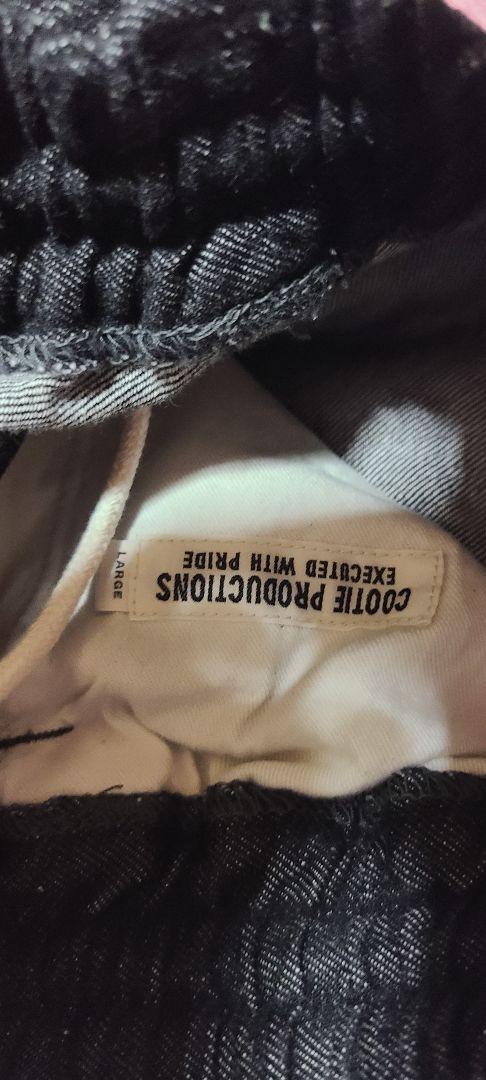 COOTIE PRODUCTIONS
EXECUTED WITH PRIDE
LARGE